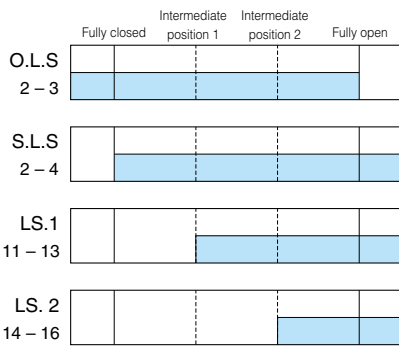 Intermediate Intermediate
Fully closed position 1 position 2 Fully open
O.L.S
2 – 3
S.L.S
2 – 4
LS.1
11 – 13
LS. 2
14 – 16